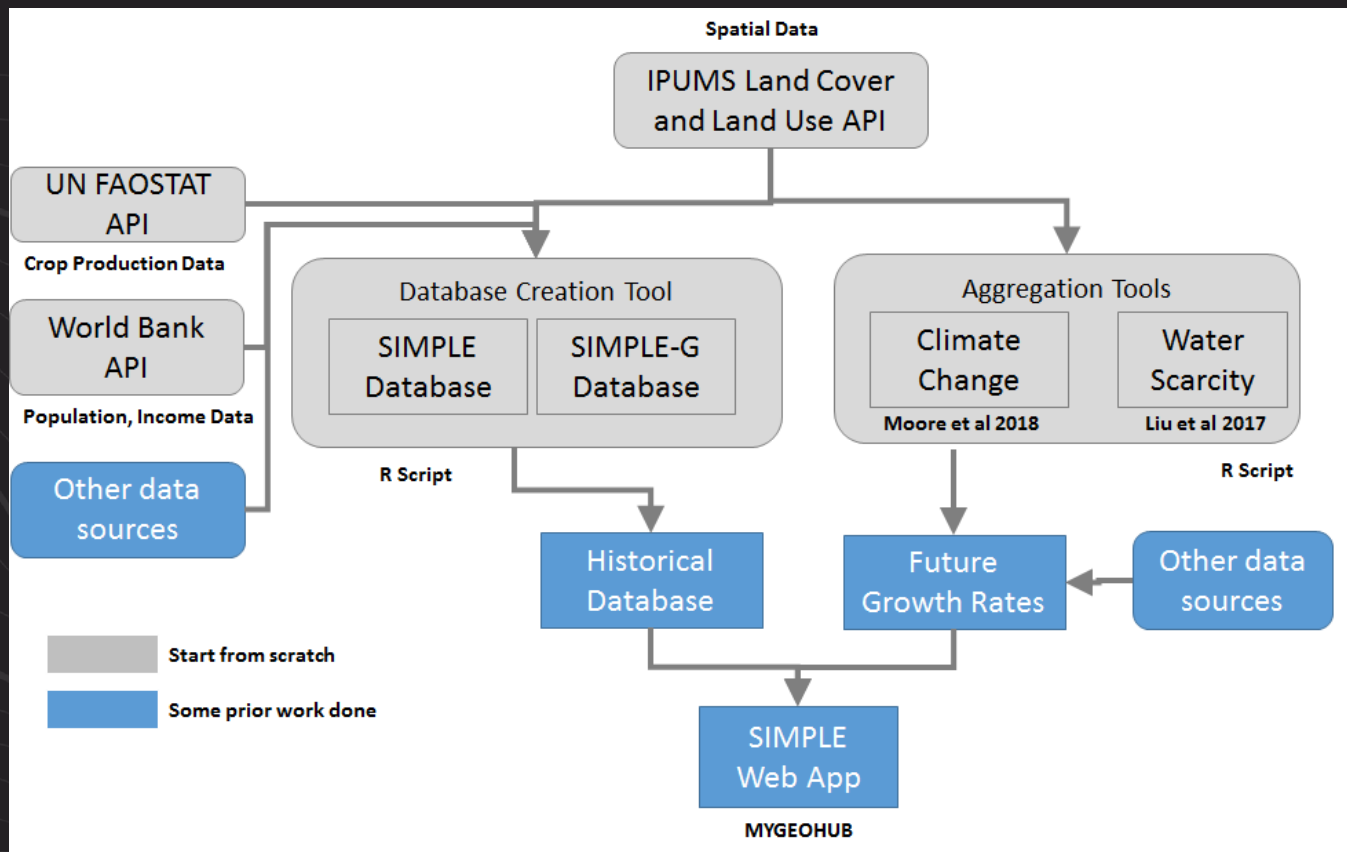 Spatial Data
IPUMS Land Cover
and Land Use API
UN FAOSTAT
API
Crop Production Data
World Bank
API
Population, Income Data
Other data
sources
Database Creation Tool
SIMPLE
Database
SIMPLE-G
Database
R Script
Aggregation Tools
Climate
Change
Moore et al 2018
Water
Scarcity
Liu et al 2017
R Script
Historical
Database
Future
Growth Rates
Other data
sources
Start from scratch
Some prior work done
SIMPLE
Web App
MYGEOHUB